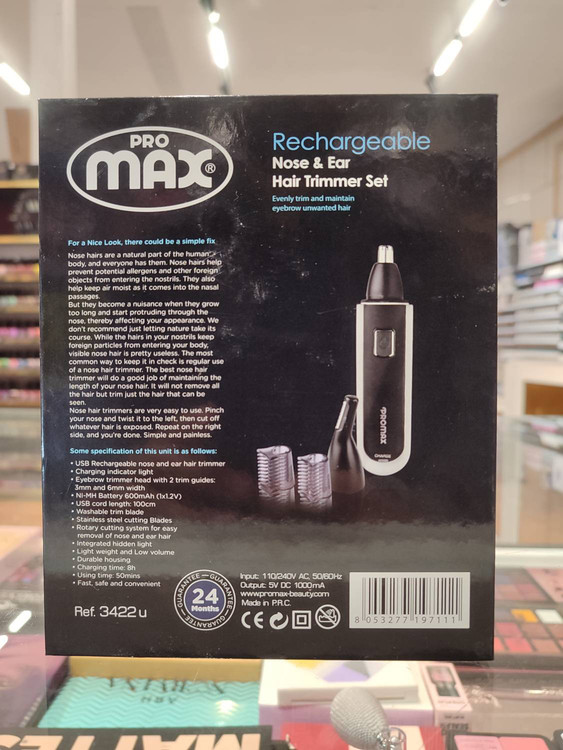 PRO
MAX®
Rechargeable
Nose & Ear
Hair Trimmer Set
Evenly trim and maintain
eyebrow unwanted hair
For a Nice Look, there could be a simple fix
Nose hairs are a natural part of the human
body, and everyone has them. Nose hairs help
prevent potential allergens and other foreign
objects from entering the nostrils. They also
help keep air moist as it comes into the nasal
passages.
But they become a nuisance when they grow
too long and start protruding through the
nose, thereby affecting your appearance. We
don't recommend just letting nature take its
course. While the hairs in your nostrils keep
foreign particles from entering your body,
visible nose hair is pretty useless. The most
common way to keep it in check is regular use
of a nose hair trimmer. The best nose hair
trimmer will do a good job of maintaining the
length of your nose hair. It will not remove all
the hair but trim just the hair that can be
seen.
Nose hair trimmers are very easy to use. Pinch
your nose and twist it to the left, then cut off
whatever hair is exposed. Repeat on the right
side, and you're done. Simple and painless.
Some specification of this unit is as follows:
• USB Rechargeable nose and ear hair trimmer
• Charging indicator light
• Eyebrow trimmer head with 2 trim guides:
3mm and 6mm width
• Ni-MH Battery 600mAh (1x1.2V)
• USB cord length: 100cm
• Washable trim blade
• Stainless steel cutting Blades
• Rotary cutting system for easy
removal of nose and ear hair
• Integrated hidden light
• Light weight and Low volume
• Durable housing
• Charging time: 8h
• Using time: 50mins
• Fast, safe and convenient
PROMAX
CHARGE
Ref. 3422 u
GUARANTEE GUARANTEE GUARANTEE
24
Months
Input: 110/240V AC, 50/60Hz
Output: 5V DC 1000mA
www.promax-beauty.com
Made in P.R.C.
CE
8 053277 197111
MATTE